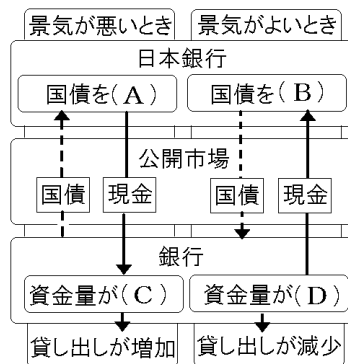 景気が悪いとき 景気がよいとき
日本銀行
国債を(A) 国債を(B)
公開市場
国債 現金 国債 現金
銀行
資金量が(C) 資金量が(D)
貸し出しが増加 貸し出しが減少